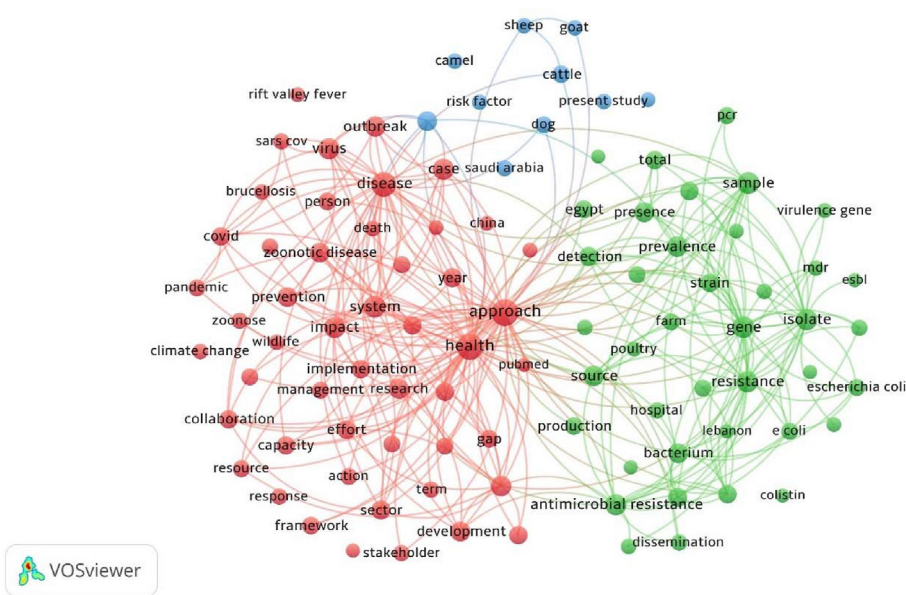 sheep
goat
camel
cattle
rift valley fever
risk factor
present study
pcr
outbreak
dog
sars cov
virus
case
saudi arabia
total
disease
sample
brucellosis
person
china
egypt
presence
virulence gene
covid
death
zoonotic disease
detection
prevalence
mdr
esbl
pandemic
prevention
year
strain
system
approach
zoonose
impact
farm
gene
isolate
climate change
wildlife
health
poultry
implementation
pubmed
source
resistance
management
research
escherichia coli
collaboration
effort
gap
production
hospital
lebanon
e coli
capacity
bacterium
resource
action
term
response
sector
antimicrobial resistance
colistin
framework
development
stakeholder
dissemination
VOSviewer